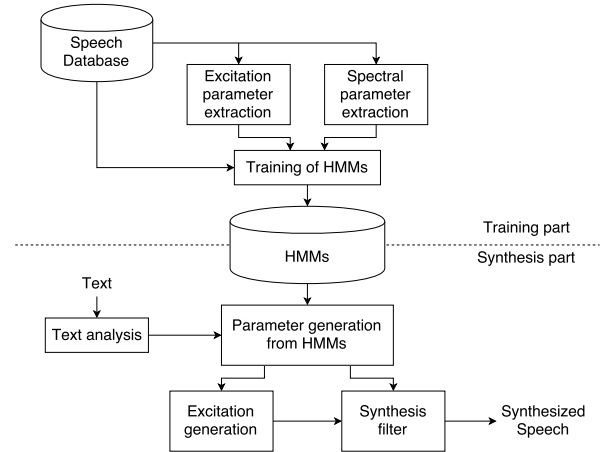 Speech
Database
Excitation
parameter
extraction
Spectral
parameter
extraction
Training of HMMs
HMMs
Training part
Synthesis part
Text
Text analysis
Parameter generation
from HMMs
Excitation
generation
Synthesis
filter
Synthesized
Speech